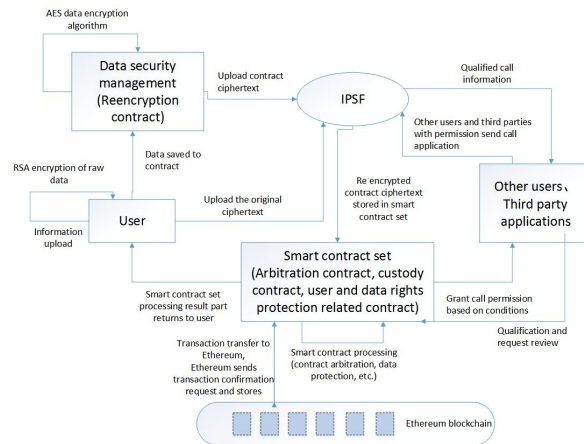 AES data encryption
algorithm
Data security
management
(Reencryption
contract)
Upload contract
ciphertext
IPSF
Qualified call
information
Other users and third parties
with permission send call
application
RSA encryption of raw
data
Data saved to
contract
User
Information
upload
Upload the original
ciphertext
Re encrypted
contract ciphertext
stored in smart
contract set
Other users、
Third party
applications
Smart contract set
(Arbitration contract, custody
contract, user and data rights
protection related contract)
Smart contract set
processing result part
returns to user
Grant call permission
based on conditions
Qualification and
request review
Transaction transfer to
Ethereum,
Ethereum sends
transaction confirmation
request and stores
Smart contract processing
(contract arbitration, data
protection, etc.)
Ethereum blockchain